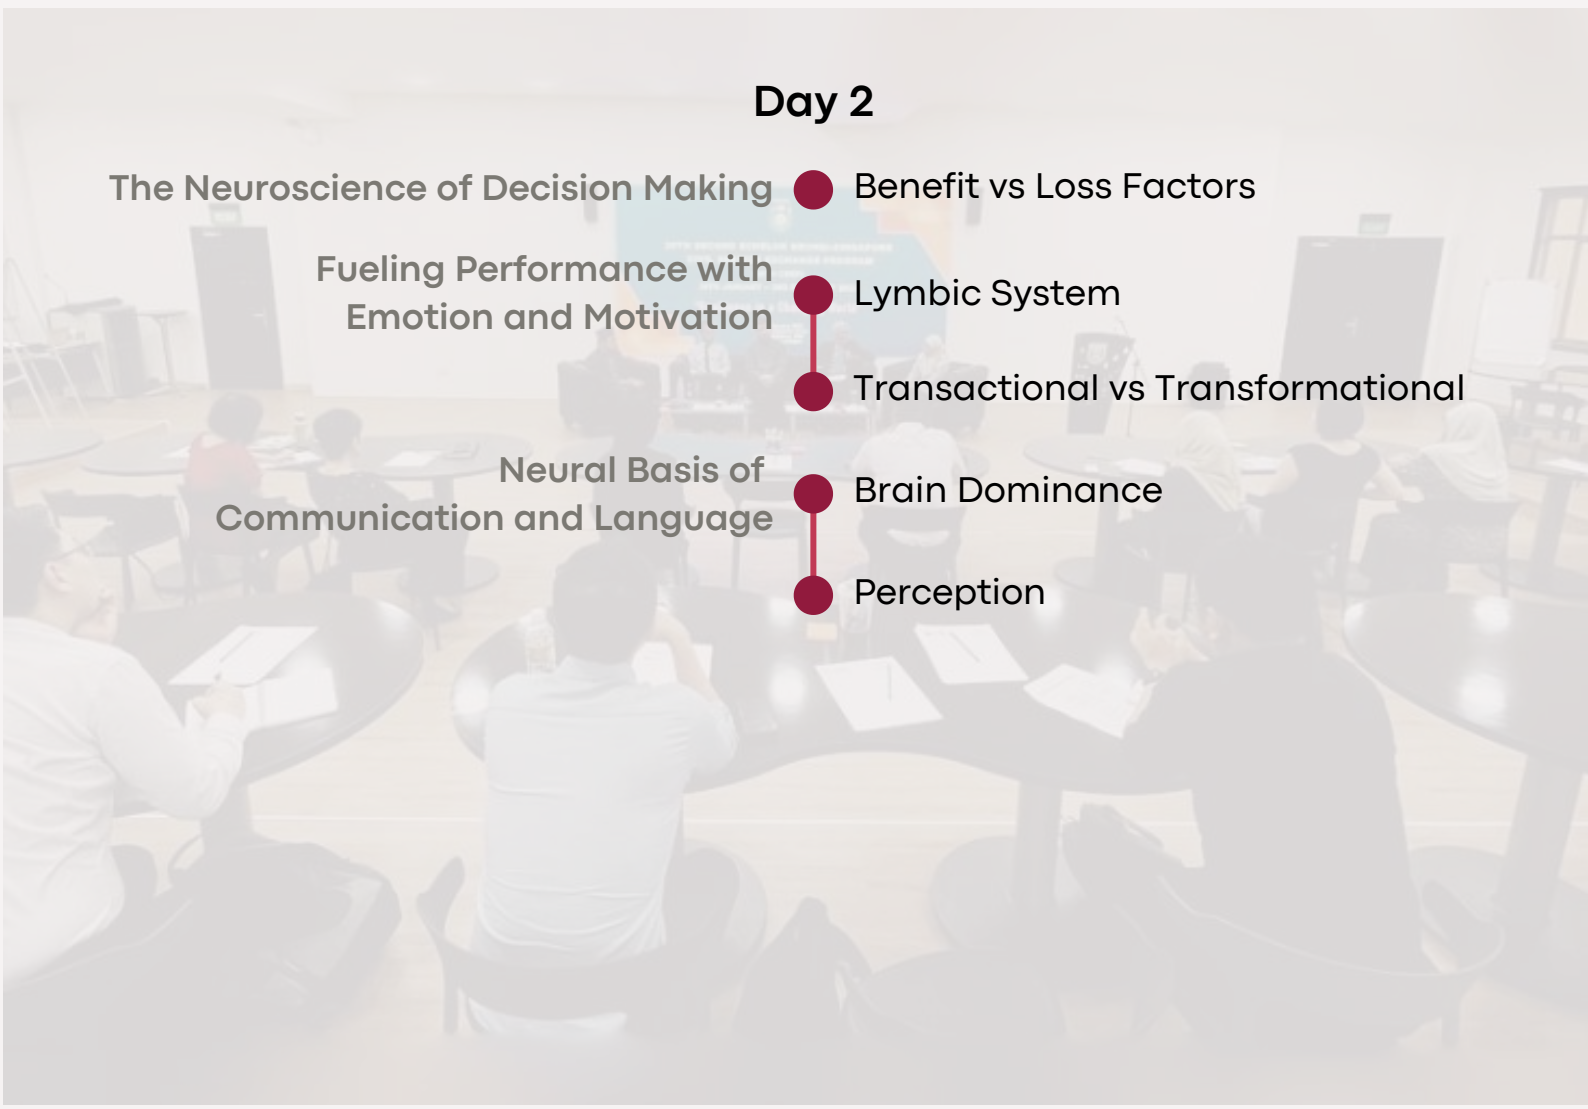 Day 2
The Neuroscience of Decision Making
Benefit vs Loss Factors
Fueling Performance with
Emotion and Motivation
Lymbic System
Transactional vs Transformational
Neural Basis of
Communication and Language
Brain Dominance
Perception